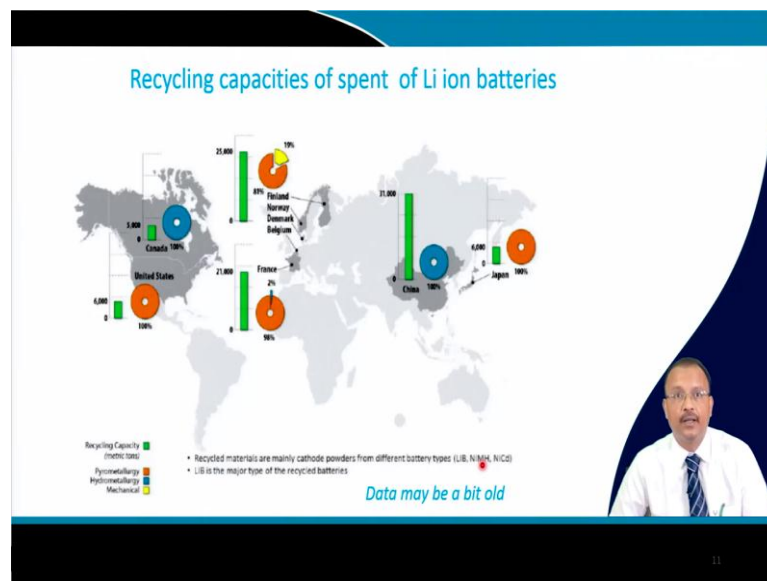 Recycling capacities of spent of Li ion batteries
25,000
19%
81%
0
Finland
Norway
Denmark
Belgium
31,000
0
China
100%
6,000
0
Japan
100%
5,000
0
Canada
100%
United States
6,000
0
100%
France
21,000
2%
0
98%
Recycling Capacity
(metric tons)
Pyrometallurgy
Hydrometallurgy
Mechanical
• Recycled materials are mainly cathode powders from different battery types (LIB, NiMH, NiCd)
• LIB is the major type of the recycled batteries
Data may be a bit old
11